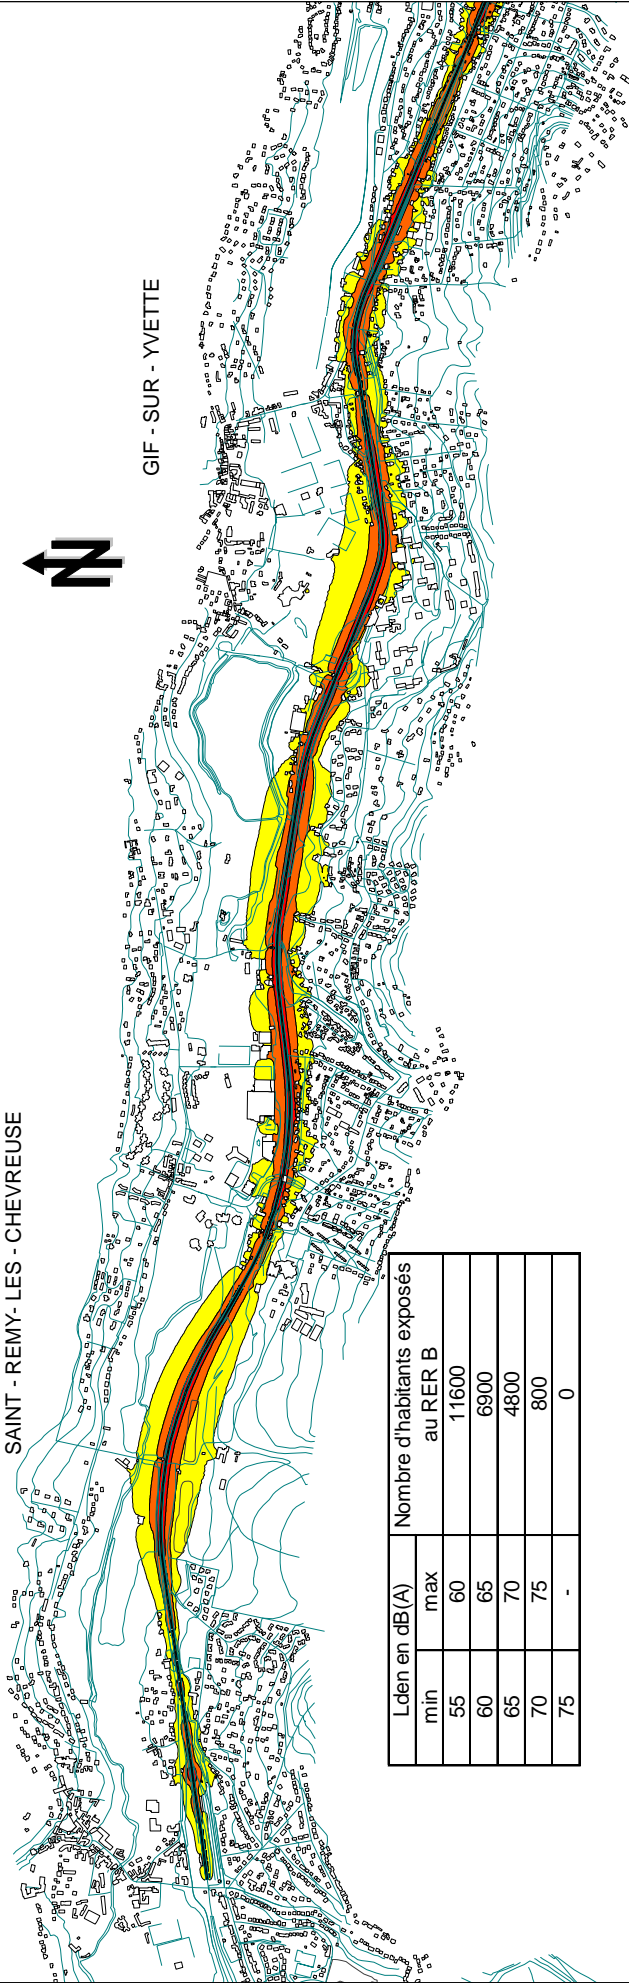 SAINT - REMY- LES - CHEVREUSE
GIF - SUR - YVETTE
N
Lden en dB(A) Nombre d'habitants exposés
min max au RER B
55 60 11600
60 65 6900
65 70 4800
70 75 800
75 - 0